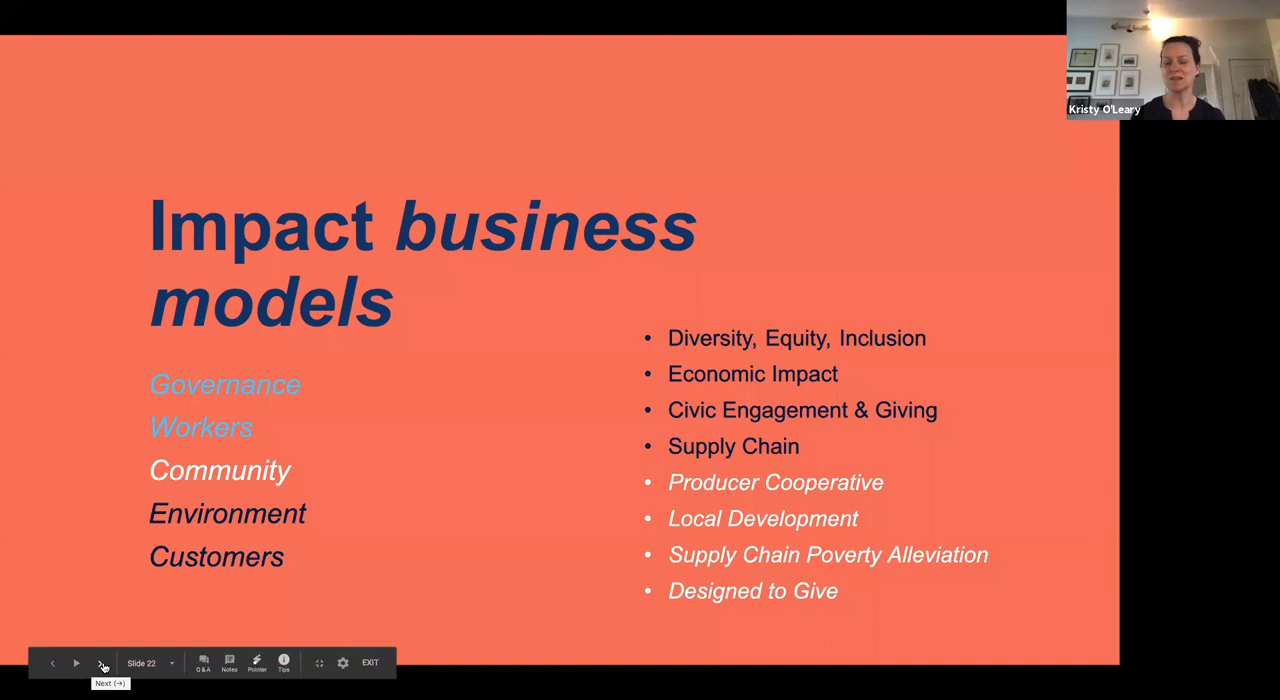 Kristy O'Leary
Impact business
models
Governance
Workers
Community
Environment
Customers
• Diversity, Equity, Inclusion
• Economic Impact
• Civic Engagement & Giving
• Supply Chain
• Producer Cooperative
• Local Development
• Supply Chain Poverty Alleviation
• Designed to Give
Slide 22
Q & A
Notes
Pointer
Tips
EXIT
Next (→)